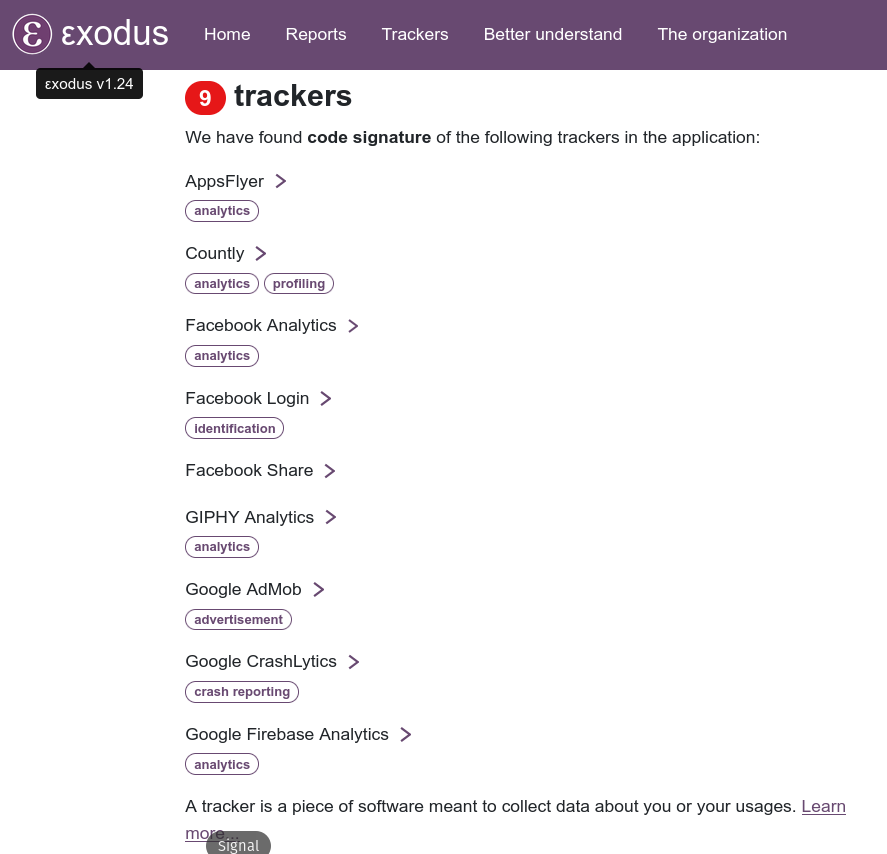 εxodus Home Reports Trackers Better understand The organization
εxodus v1.24
9 trackers
We have found code signature of the following trackers in the application:
AppsFlyer
analytics
Countly
analytics profiling
Facebook Analytics
analytics
Facebook Login
identification
Facebook Share
GIPHY Analytics
analytics
Google AdMob
advertisement
Google CrashLytics
crash reporting
Google Firebase Analytics
analytics
A tracker is a piece of software meant to collect data about you or your usages. Learn
more...
Signal